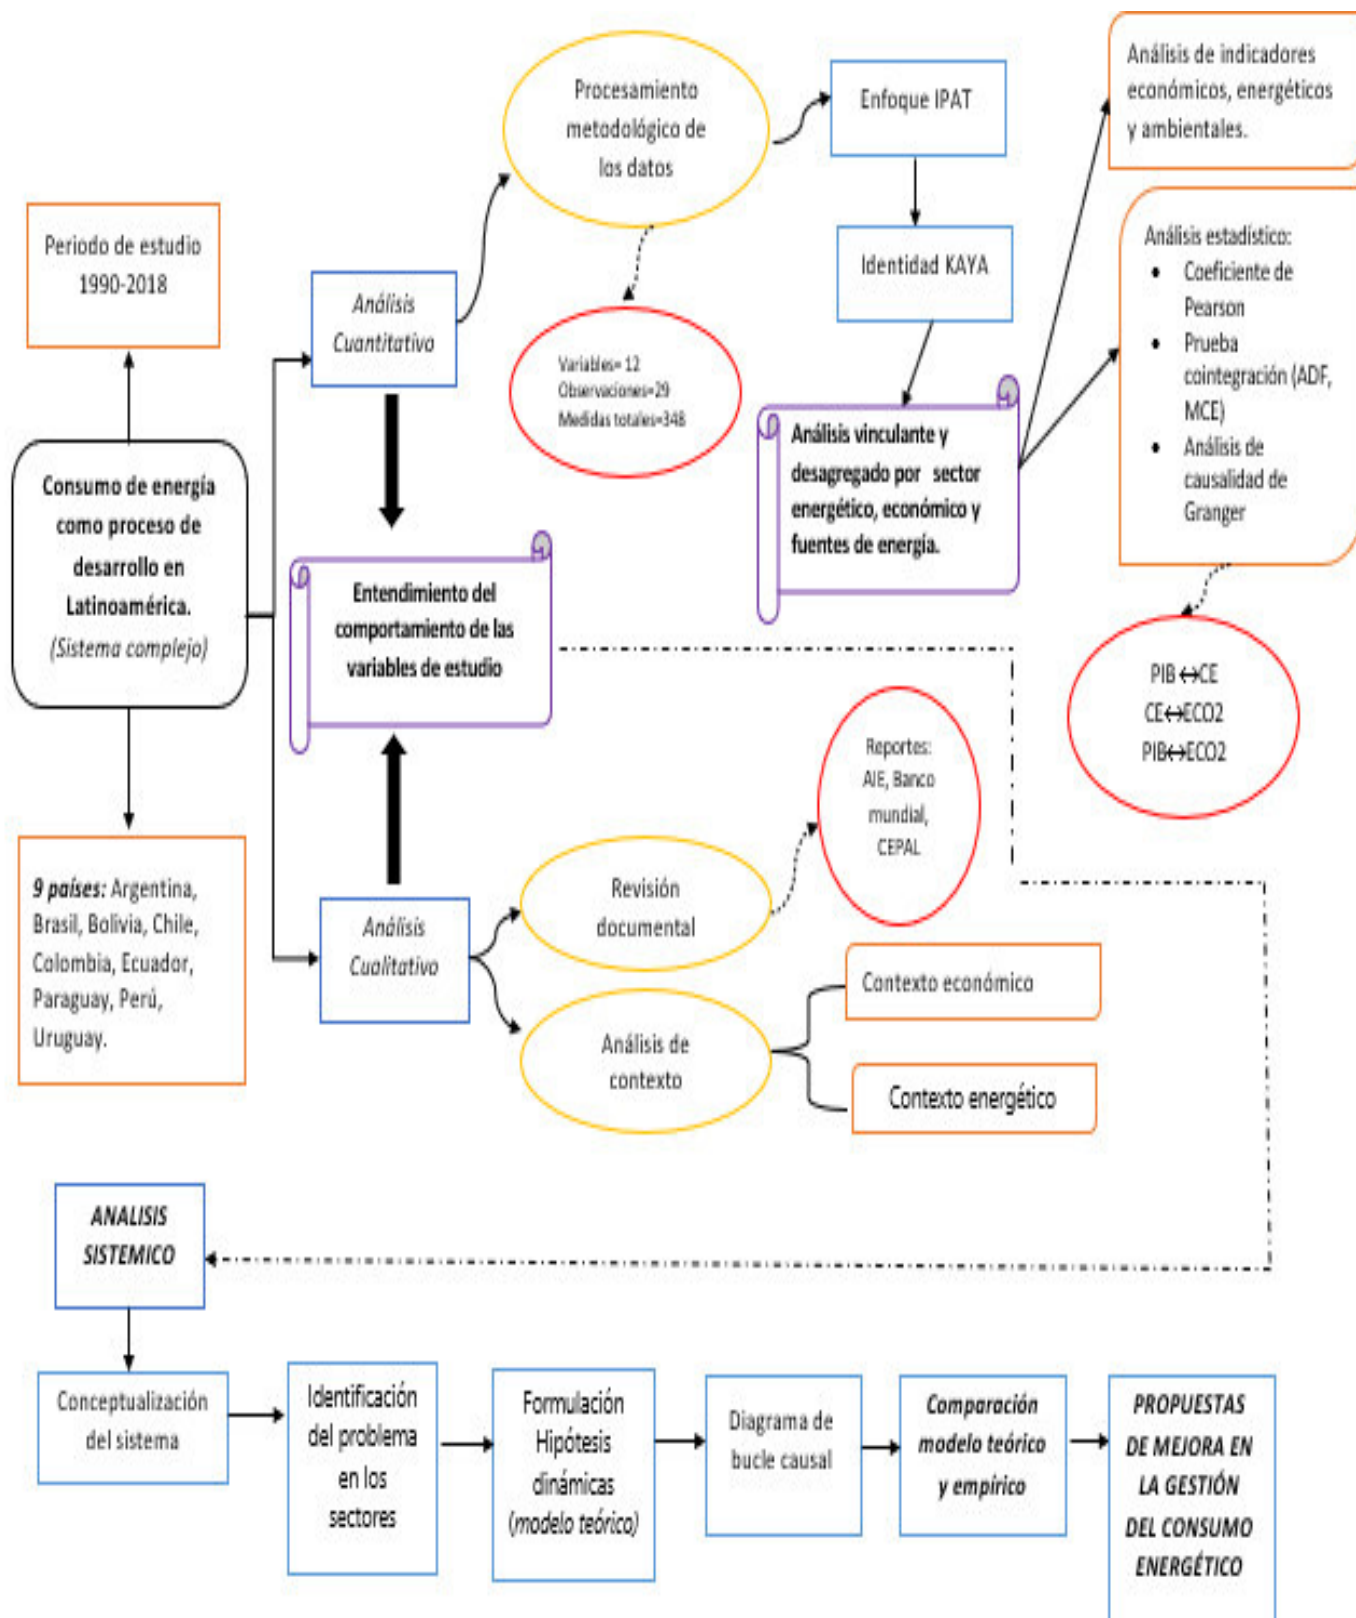 Periodo de estudio
1990-2018
Consumo de energía
como proceso de
desarrollo en
Latinoamérica.
(Sistema complejo)
9 países: Argentina,
Brasil, Bolivia, Chile,
Colombia, Ecuador,
Paraguay, Perú,
Uruguay.
Análisis
Cuantitativo
Entendimiento del
comportamiento de las
variables de estudio
Análisis
Cualitativo
Procesamiento
metodológico de
los datos
Variables= 12
Observaciones=29
Medidas totales=348
Enfoque IPAT
Identidad KAYA
Análisis vinculante y
desagregado por sector
energético, económico y
fuentes de energía.
Análisis de indicadores
económicos, energéticos
y ambientales.
Análisis estadístico:
• Coeficiente de
Pearson
• Prueba
cointegración (ADF,
MCE)
• Análisis de
causalidad de
Granger
PIB↔CE
CE↔ECO2
PIB↔ECO2
Revisión
documental
Reportes:
AIE, Banco
mundial,
CEPAL
Análisis de
contexto
Contexto económico
Contexto energético
ANALISIS
SISTEMICO
Conceptualización
del sistema
Identificación
del problema
en los
sectores
Formulación
Hipótesis
dinámicas
(modelo teórico)
Diagrama de
bucle causal
Comparación
modelo teórico
y empírico
PROPUESTAS
DE MEJORA EN
LA GESTIÓN
DEL CONSUMO
ENERGÉTICO